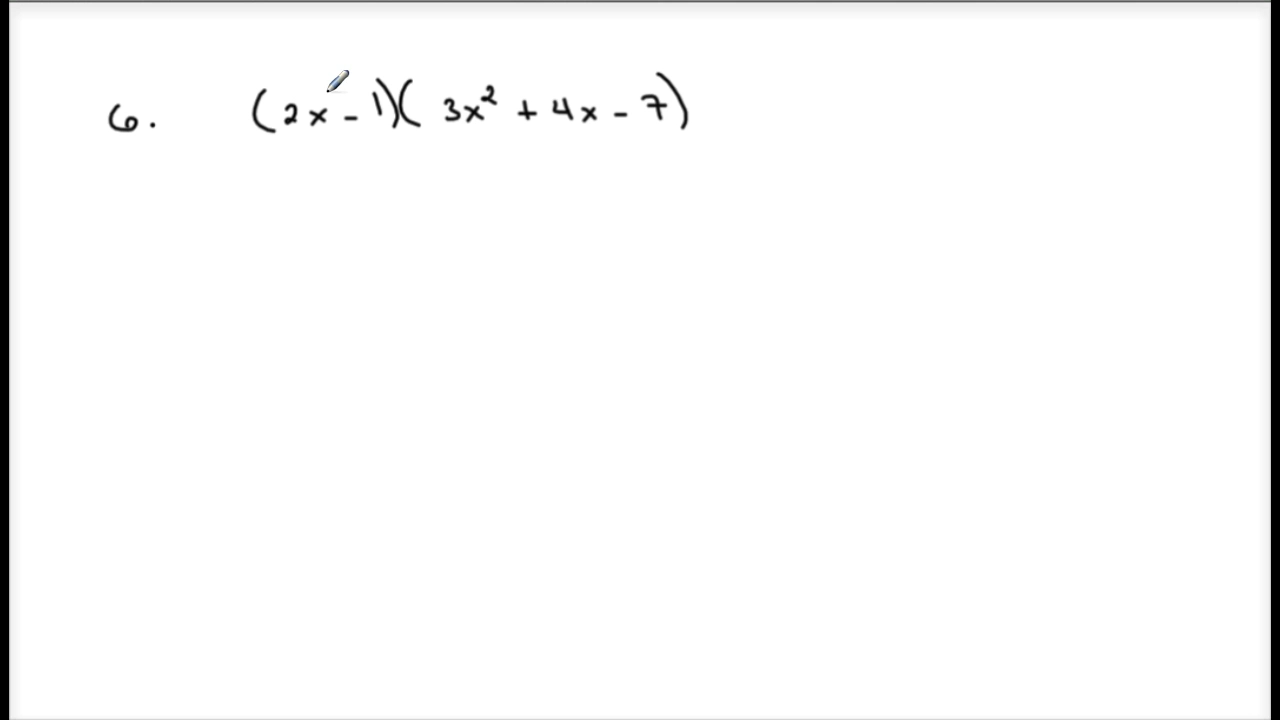 6. (2x - 1)(3x² + 4x - 7)